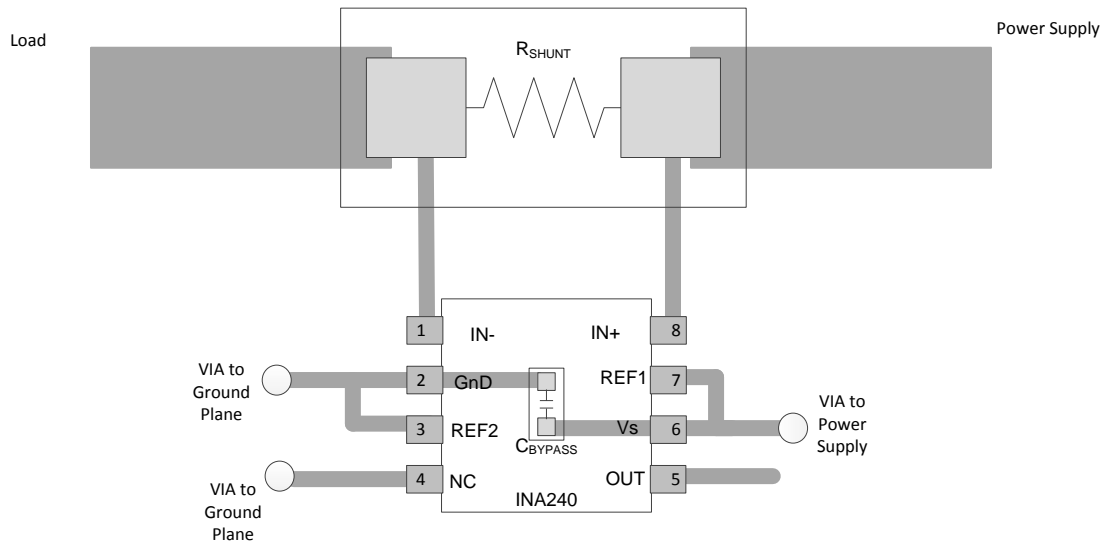 Load
Power Supply
RSHUNT
1
IN-
IN+
8
VIA to
Ground
Plane
2
GnD
REF1
7
VIA to
Power
Supply
3
REF2
Vs
6
CBYPASS
VIA to
Ground
Plane
4
NC
OUT
5
INA240